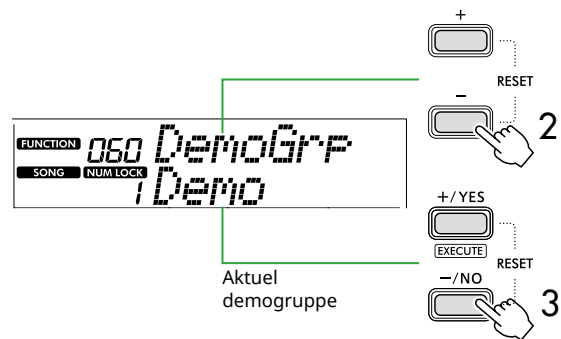 +
RESET
−
2
FUNCTION 060 DemoGrp
SONG NUM LOCK 1 Demo
+/YES
EXECUTE
RESET
−/NO
3
Aktuel
demogruppe